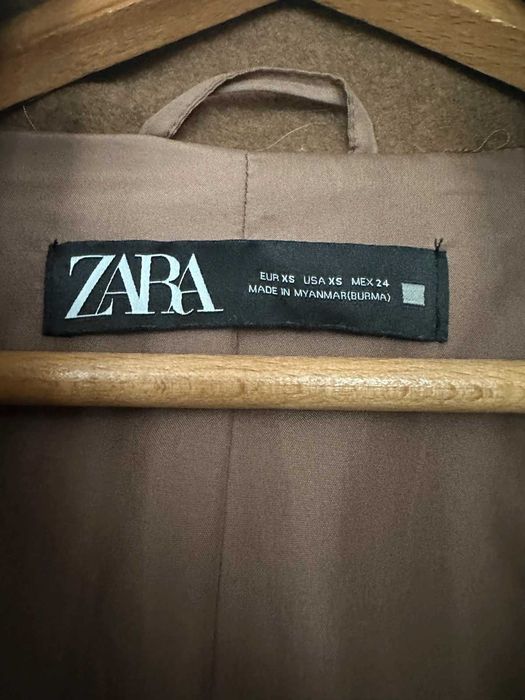 ZARA
EUR XS USA XS MEX 24
MADE IN MYANMAR(BURMA)